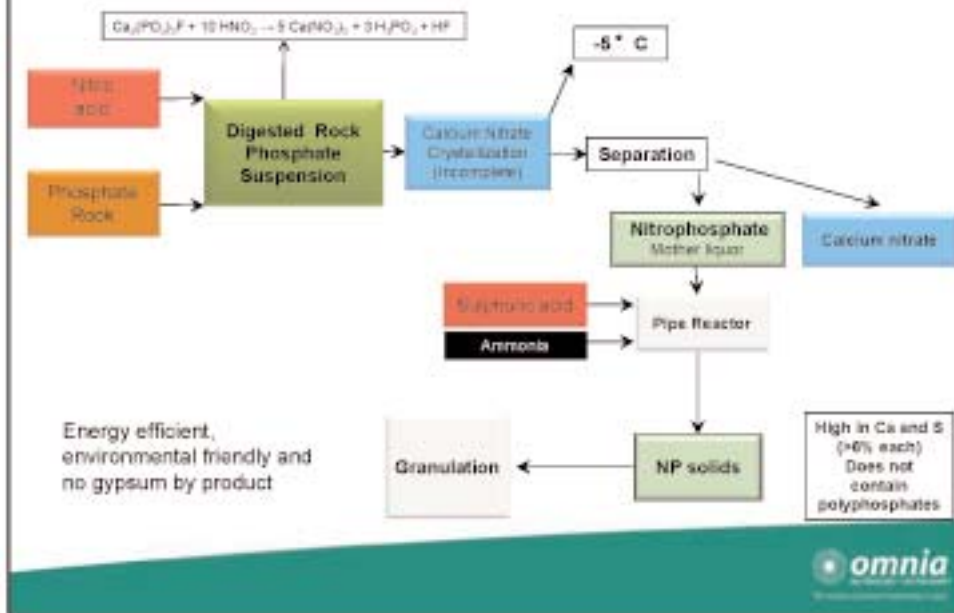 Ca₅(PO₄)₃F + 10 HNO₃ → 5 Ca(NO₃)₂ + 3 H₃PO₄ + HF
-5° C
Nitric
acid
Digested Rock
Phosphate
Suspension
Calcium Nitrate
Crystallization
(Incomplete)
Separation
Phosphate
Rock
Nitrophosphate
Mother liquor
Calcium nitrate
Sulphuric acid
Ammonia
Pipe Reactor
Energy efficient,
environmental friendly and
no gypsum by product
Granulation
NP solids
High in Ca and S
(>6% each)
Does not
contain
polyphosphates
omnia